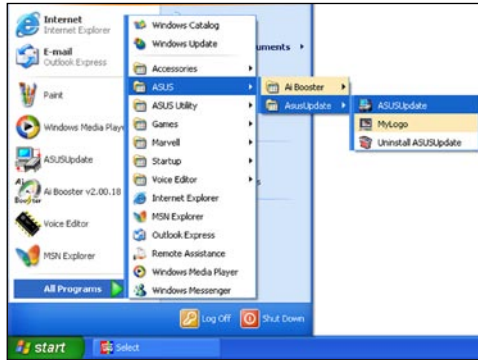 Internet
Internet Explorer
E-mail
Outlook Express
Paint
Windows Media Play
ASUSUpdate
Ai Booster v2.00.18
Voice Editor
MSN Explorer
All Programs
Windows Catalog
Windows Update
Accessories
ASUS
ASUS Utility
Games
Marvell
Startup
Voice Editor
Internet Explorer
MSN Explorer
Outlook Express
Remote Assistance
Windows Media Player
Windows Messenger
uments
s
Ai Booster
AsusUpdate
ASUSUpdate
MyLogo
Uninstall ASUSUpdate
Log Off
Shut Down
start
Select